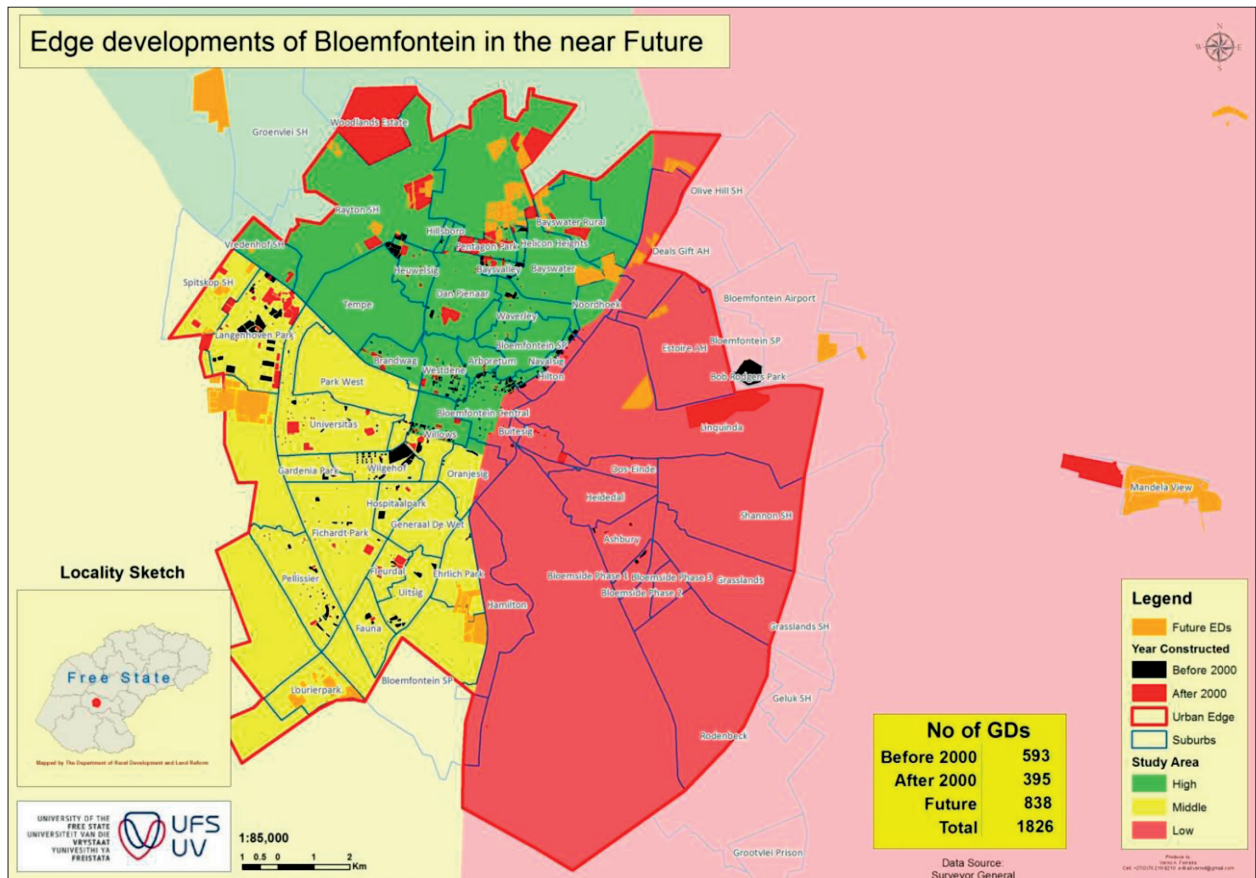 Edge developments of Bloemfontein in the near Future
N
W E
S
Groenvlei SH
Woodlands Estate
Olive Hill SH
Rayton SH
Bayswater Rural
Hillsboro
Vredenhof SH
Pentagon Park
Helicon Heights
Deals Gift AH
Heuwelsig
Baysvalley
Bayswater
Spitskop SH
Dan Pienaar
Tempe
Noordhoek
Bloemfontein Airport
Waverley
Langenhoven Park
Bloemfontein SP
Estoire AH
Bloemfontein SP
Brandwag
Westdene
Arboretum
Navalsig
Hilton
Bob Rodgers Park
Park West
Bloemfontein Central
Universitas
Willows
Buitesig
Linquinda
Gardenia Park
Wilgehof
Oranjesig
Oos-Einde
Heidedal
Mandela View
Hospitaalpark
Generaal De Wet
Shannon SH
Fichardt Park
Ashbury
Pellissier
Fleurdal
Ehrlich Park
Bloemside Phase 1
Bloemside Phase 3
Grasslands
Uitsig
Bloemside Phase 2
Hamilton
Fauna
Grasslands SH
Bloemfontein SP
Lourierpark
Geluk SH
Rodenbeck
Grootvlei Prison
Locality Sketch
Free State
Mapped by The Department of Rural Development and Land Reform
UNIVERSITY OF THE
FREE STATE
UNIVERSITEIT VAN DIE
VRYSTAAT
YUNIVESITHI YA
FREISTATA
UFS
UV
1:85,000
1 0.5 0 1 2
Km
No of GDs
Before 2000 593
After 2000 395
Future 838
Total 1826
Data Source:
Surveyor General
Legend
Future EDs
Year Constructed
Before 2000
After 2000
Urban Edge
Suburbs
Study Area
High
Middle
Low